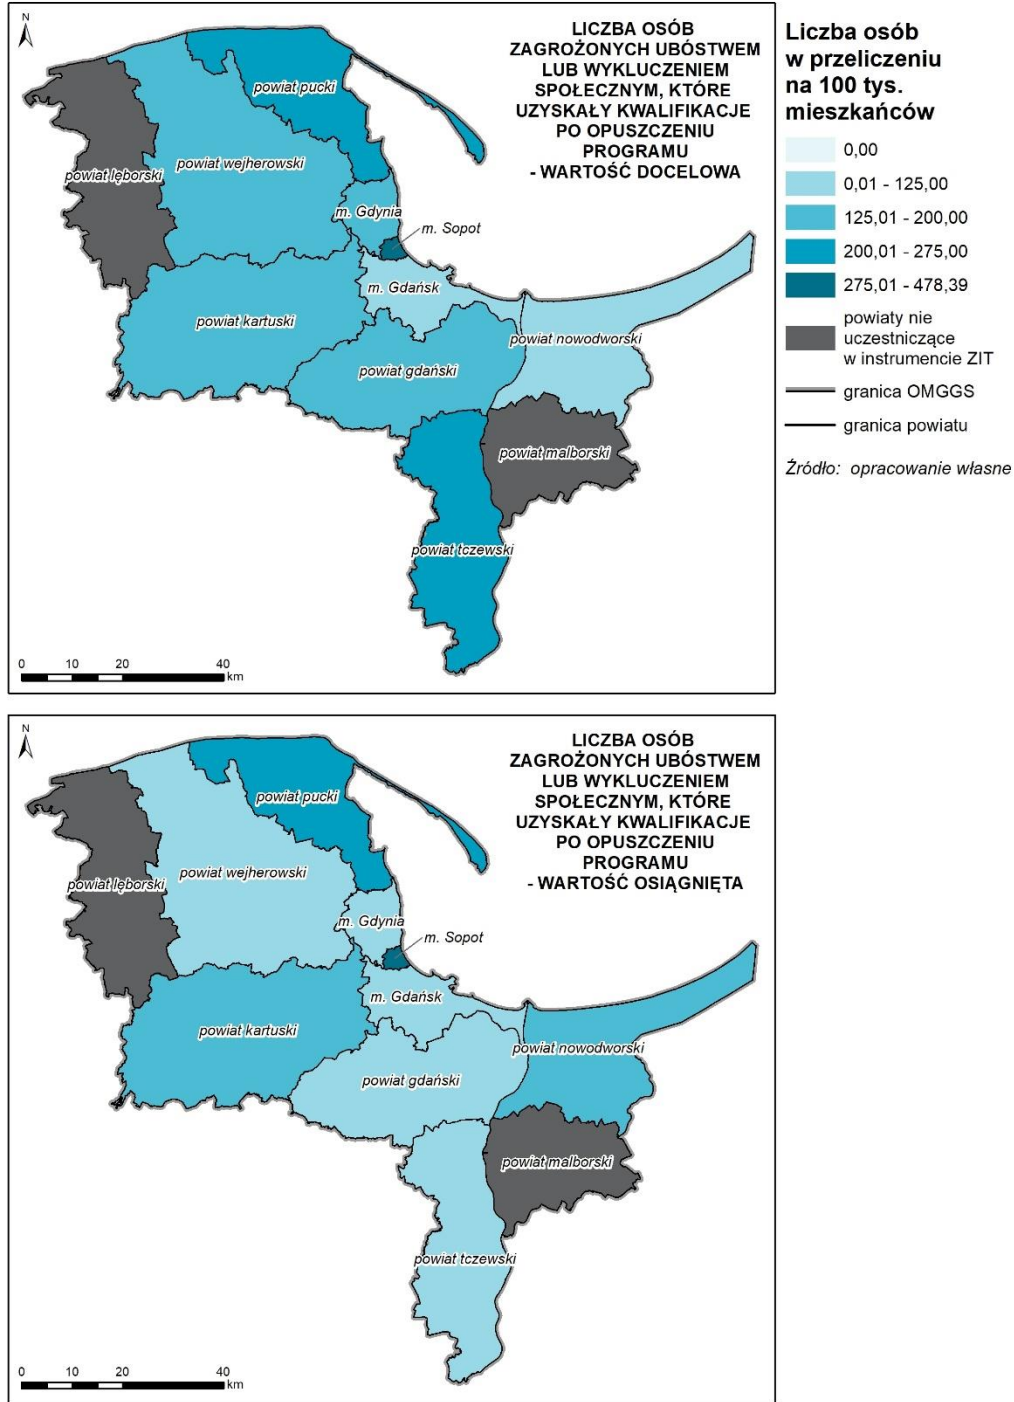 N
LICZBA OSÓB
ZAGROŻONYCH UBÓSTWEM
LUB WYKLUCZENIEM
SPOŁECZNYM, KTÓRE
UZYSKAŁY KWALIFIKACJE
PO OPUSZCZENIU
PROGRAMU
- WARTOŚĆ DOCELOWA
powiat pucki
powiat wejherowski
powiat lęborski
m. Gdynia
m. Sopot
m. Gdańsk
powiat kartuski
powiat nowodworski
powiat gdański
powiat malborski
powiat tczewski
0 10 20 40
km
Liczba osób
w przeliczeniu
na 100 tys.
mieszkańców
0,00
0,01 - 125,00
125,01 - 200,00
200,01 - 275,00
275,01 - 478,39
powiaty nie
uczestniczące
w instrumencie ZIT
granica OMGGS
granica powiatu
Źródło: opracowanie własne
N
LICZBA OSÓB
ZAGROŻONYCH UBÓSTWEM
LUB WYKLUCZENIEM
SPOŁECZNYM, KTÓRE
UZYSKAŁY KWALIFIKACJE
PO OPUSZCZENIU
PROGRAMU
- WARTOŚĆ OSIĄGNIĘTA
powiat pucki
powiat wejherowski
powiat lęborski
m. Gdynia
m. Sopot
m. Gdańsk
powiat kartuski
powiat nowodworski
powiat gdański
powiat malborski
powiat tczewski
0 10 20 40
km